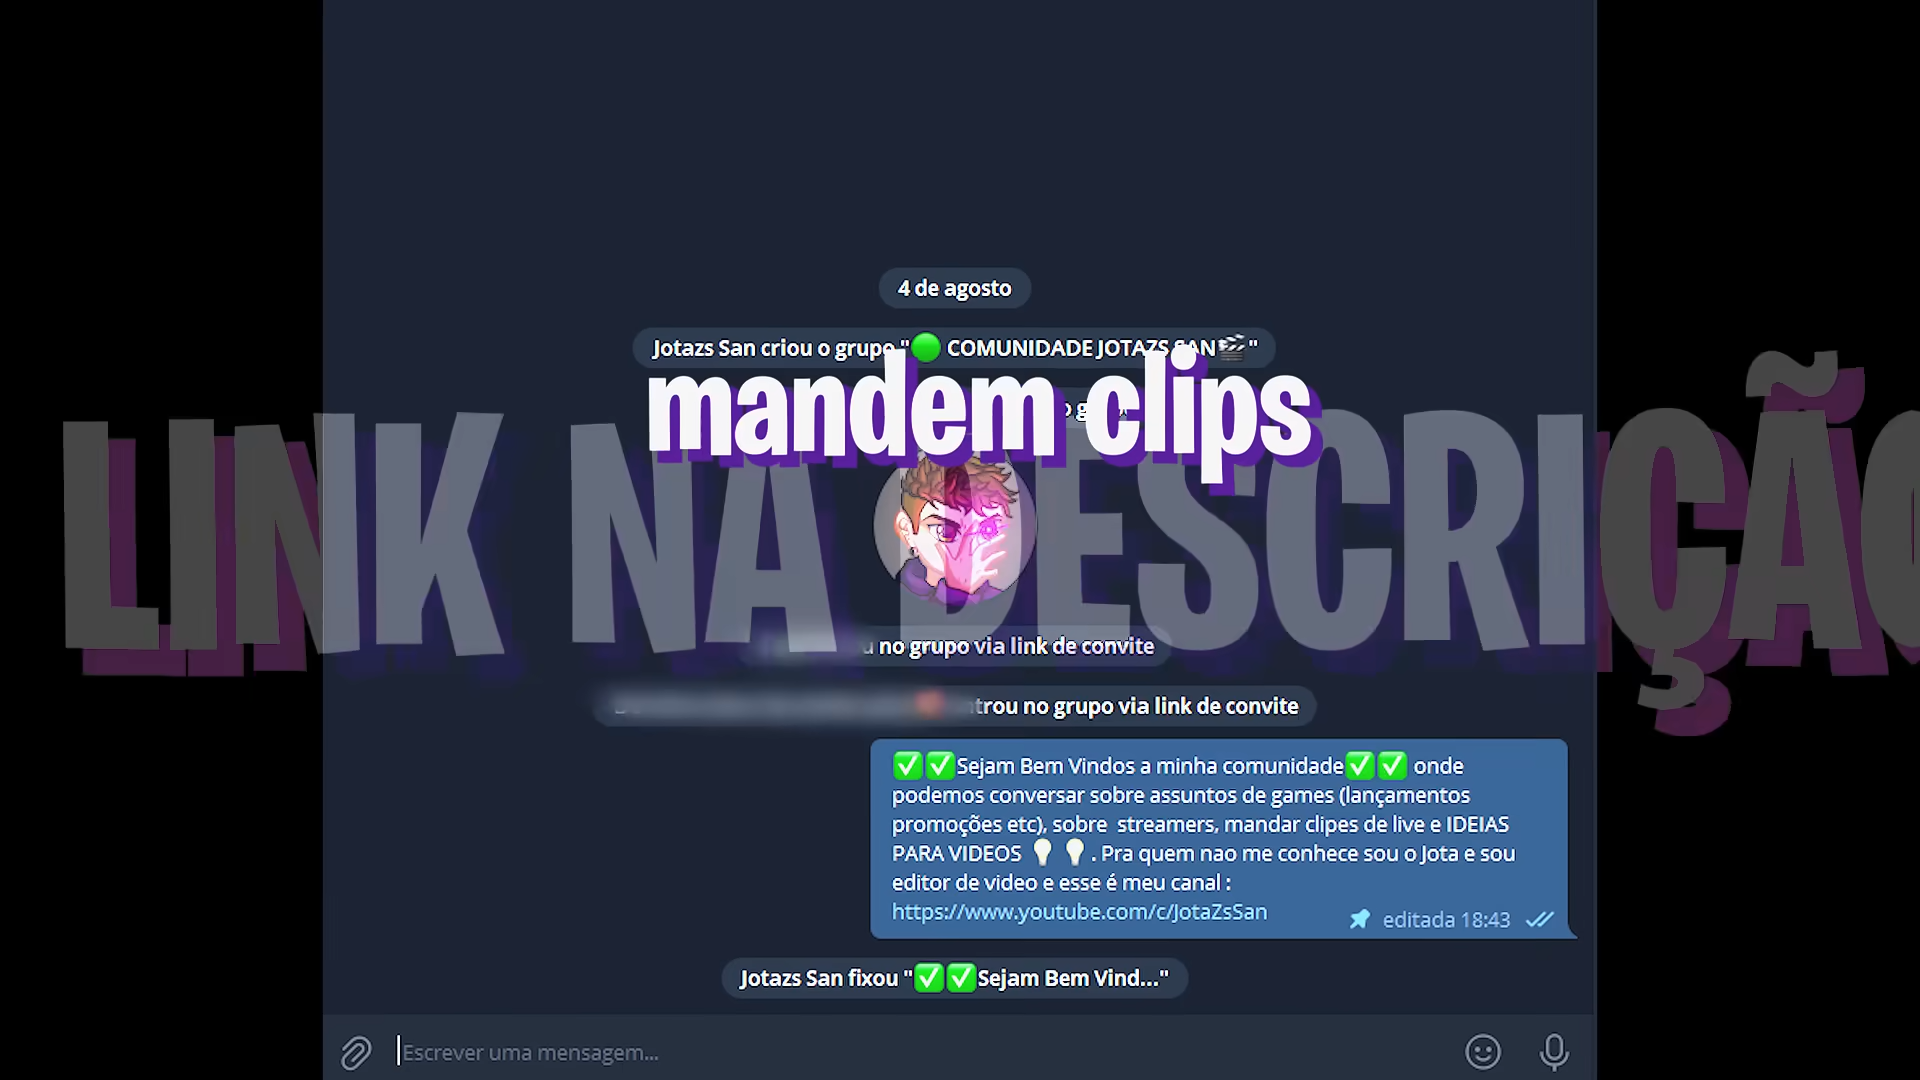 4 de agosto
Jotazs San criou o grupo "🟢 COMUNIDADE JOTAZS SAN🎬"
mandem clips
LINK NA DESCRIÇÃO
no grupo via link de convite
ntrou no grupo via link de convite
✅✅Sejam Bem Vindos a minha comunidade✅✅ onde
podemos conversar sobre assuntos de games (lançamentos
promoções etc), sobre  streamers, mandar clipes de live e IDEIAS
PARA VIDEOS 💡 💡 . Pra quem nao me conhece sou o Jota e sou
editor de video e esse é meu canal :
https://www.youtube.com/c/JotaZsSan
editada 18:43
Jotazs San fixou "✅✅Sejam Bem Vind..."
Escrever uma mensagem...